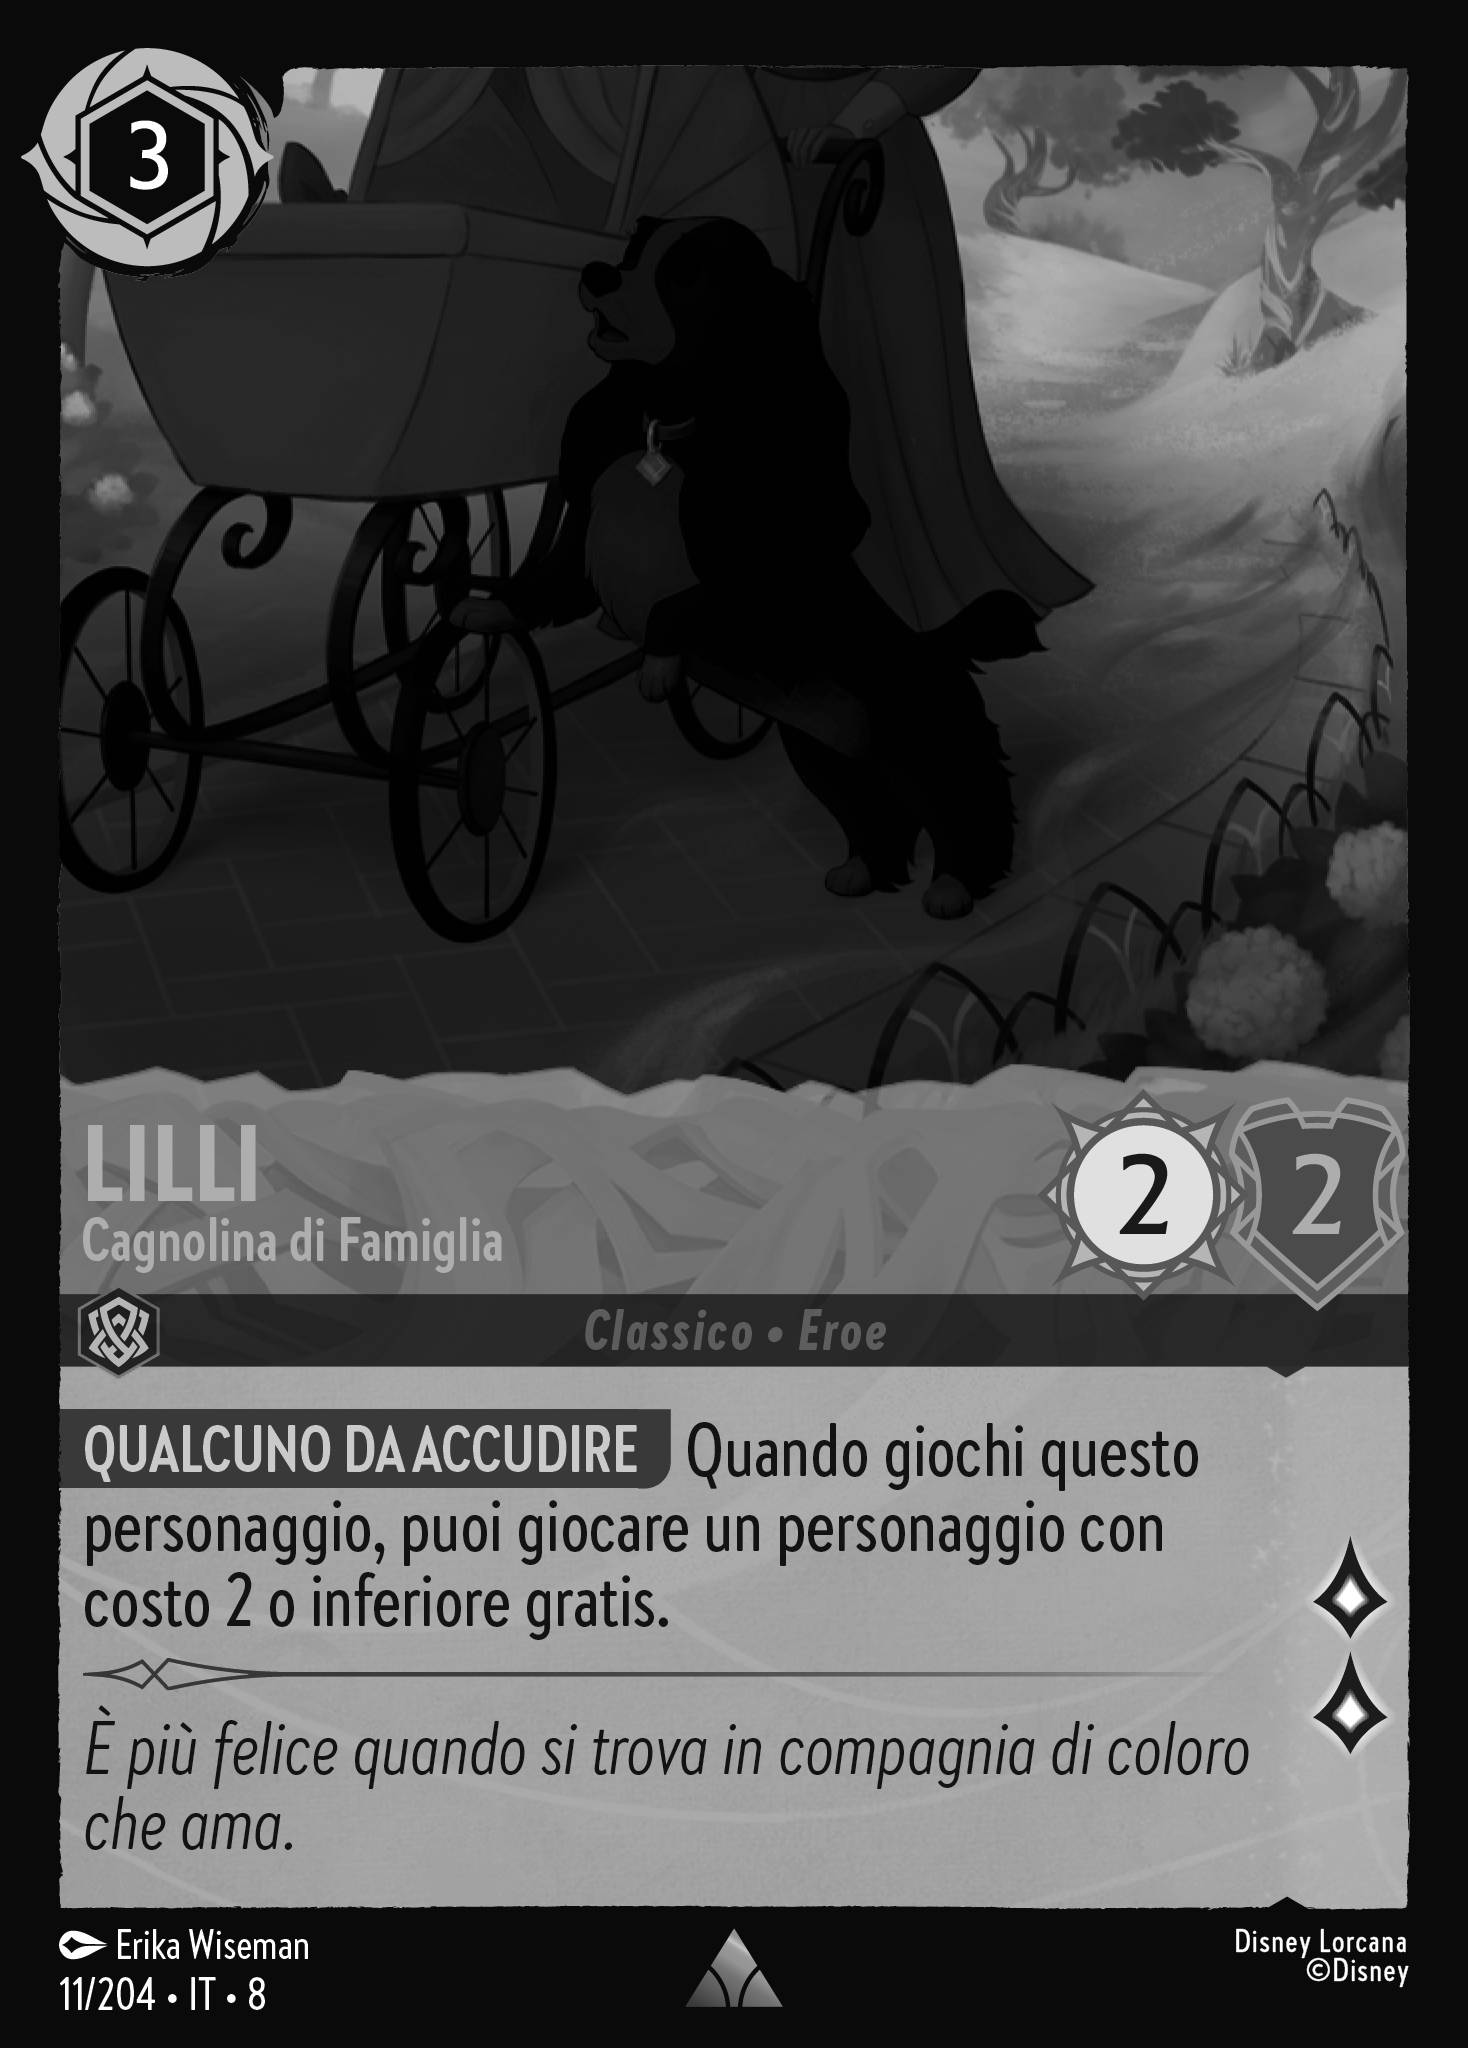 3
LILLI
Cagnolina di Famiglia
2 2
Classico • Eroe
QUALCUNO DA ACCUDIRE Quando giochi questo
personaggio, puoi giocare un personaggio con
costo 2 o inferiore gratis.
È più felice quando si trova in compagnia di coloro
che ama.
Erika Wiseman
11/204 • IT • 8
Disney Lorcana
©Disney